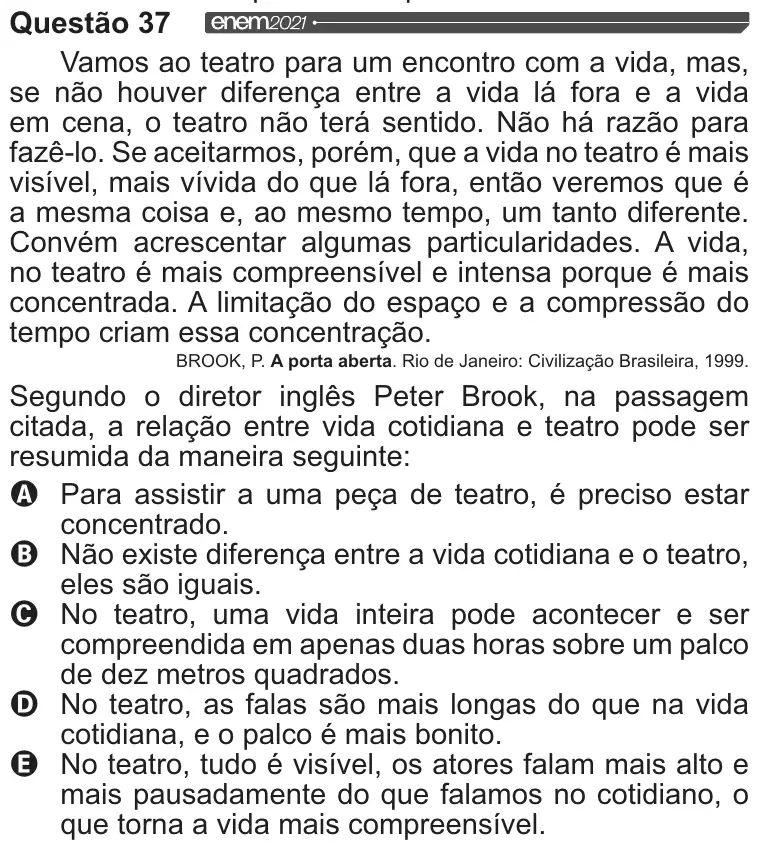 Questão 37 enem2021
Vamos ao teatro para um encontro com a vida, mas,
se não houver diferença entre a vida lá fora e a vida
em cena, o teatro não terá sentido. Não há razão para
fazê-lo. Se aceitarmos, porém, que a vida no teatro é mais
visível, mais vívida do que lá fora, então veremos que é
a mesma coisa e, ao mesmo tempo, um tanto diferente.
Convém acrescentar algumas particularidades. A vida,
no teatro é mais compreensível e intensa porque é mais
concentrada. A limitação do espaço e a compressão do
tempo criam essa concentração.
BROOK, P. A porta aberta. Rio de Janeiro: Civilização Brasileira, 1999.
Segundo o diretor inglês Peter Brook, na passagem
citada, a relação entre vida cotidiana e teatro pode ser
resumida da maneira seguinte:
A Para assistir a uma peça de teatro, é preciso estar
concentrado.
B Não existe diferença entre a vida cotidiana e o teatro,
eles são iguais.
C No teatro, uma vida inteira pode acontecer e ser
compreendida em apenas duas horas sobre um palco
de dez metros quadrados.
D No teatro, as falas são mais longas do que na vida
cotidiana, e o palco é mais bonito.
E No teatro, tudo é visível, os atores falam mais alto e
mais pausadamente do que falamos no cotidiano, o
que torna a vida mais compreensível.